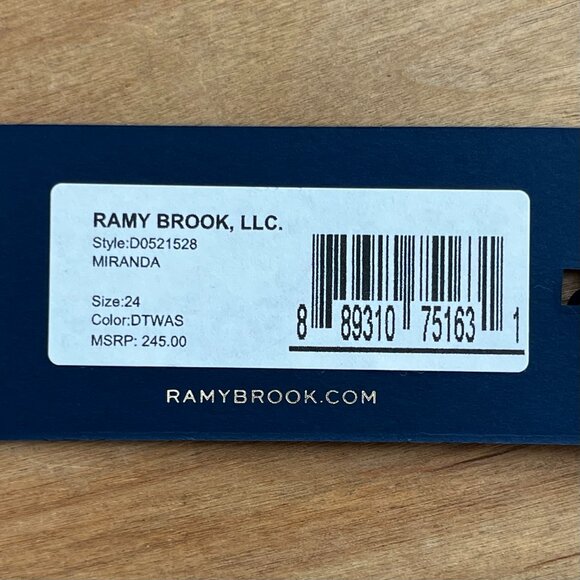 RAMY BROOK, LLC.
Style:D0521528
MIRANDA
Size:24
Color:DTWAS
MSRP: 245.00
8 89310 75163 1
RAMYBROOK.COM